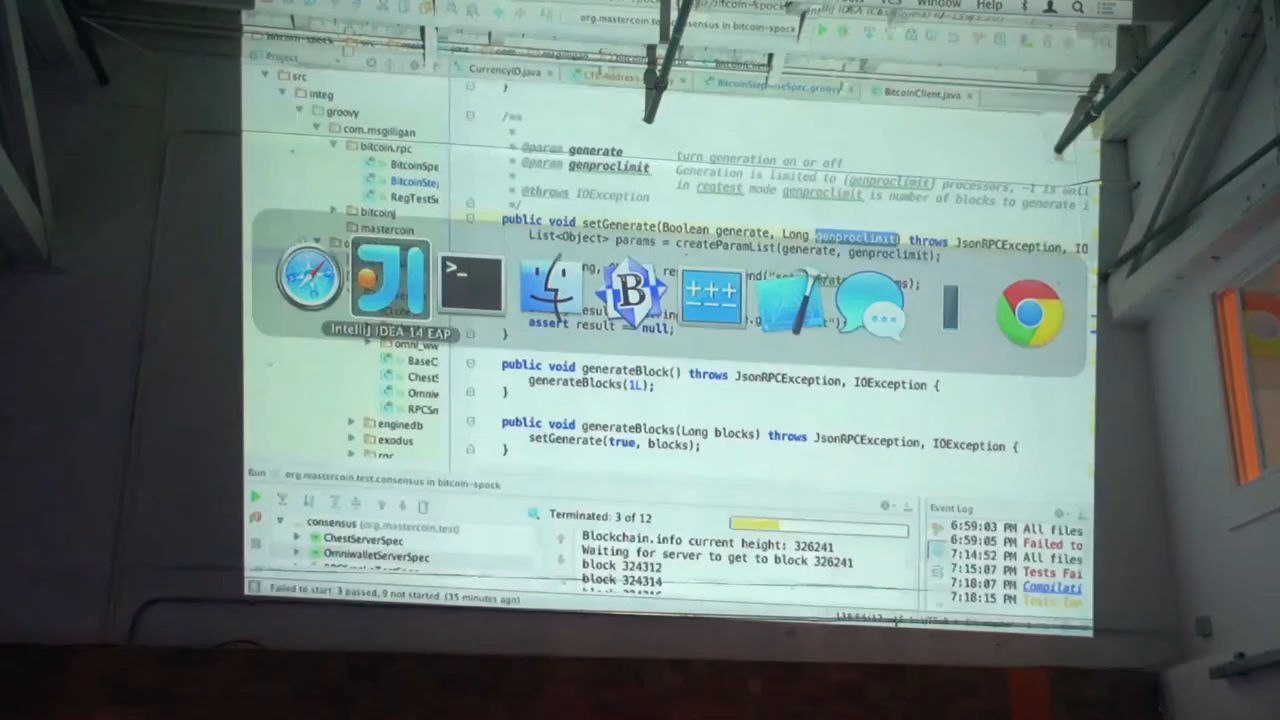 Window Help
org.mastercoin.te
onsensus in bitcoin-spock
Project
CurrencyID.java
BitcoinClient.java
src
integ
groovy
com.msgilligan
bitcoin.rpc
BitcoinSpe
BitcoinSte
RegTestS
bitcoinj
mastercoin
}
/**
*
* @param generate turn generation on or off
* @param genproclimit Generation is limited to [genproclimit] processors, -1 is unli
* in regtest mode genproclimit is number of blocks to generate i
* @throws IOException
*/
public void setGenerate(Boolean generate, Long genproclimit) throws JsonRPCException, IO
List<Object> params = createParamList(generate, genproclimit);
IntelliJ IDEA 14 EAP
assert result = null;
}
omni_ww
BaseC
ChestS
Omniw
RPCSm
enginedb
exodus
rpc
public void generateBlock() throws JsonRPCException, IOException {
generateBlocks(1L);
}
public void generateBlocks(Long blocks) throws JsonRPCException, IOException {
setGenerate(true, blocks);
}
Run org.mastercoin.test.consensus in bitcoin-spock
consensus (org.mastercoin.test)
ChestServerSpec
OmniwalletServerSpec
Terminated: 3 of 12
Blockchain.info current height: 326241
Waiting for server to get to block 326241
block 324312
block 324314
Event Log
6:59:03 PM All files
6:59:05 PM Failed to
7:14:52 PM All files
7:15:07 PM Tests Fai
7:18:07 PM Compilati
7:18:15 PM
Failed to start: 3 passed, 9 not started (35 minutes ago)